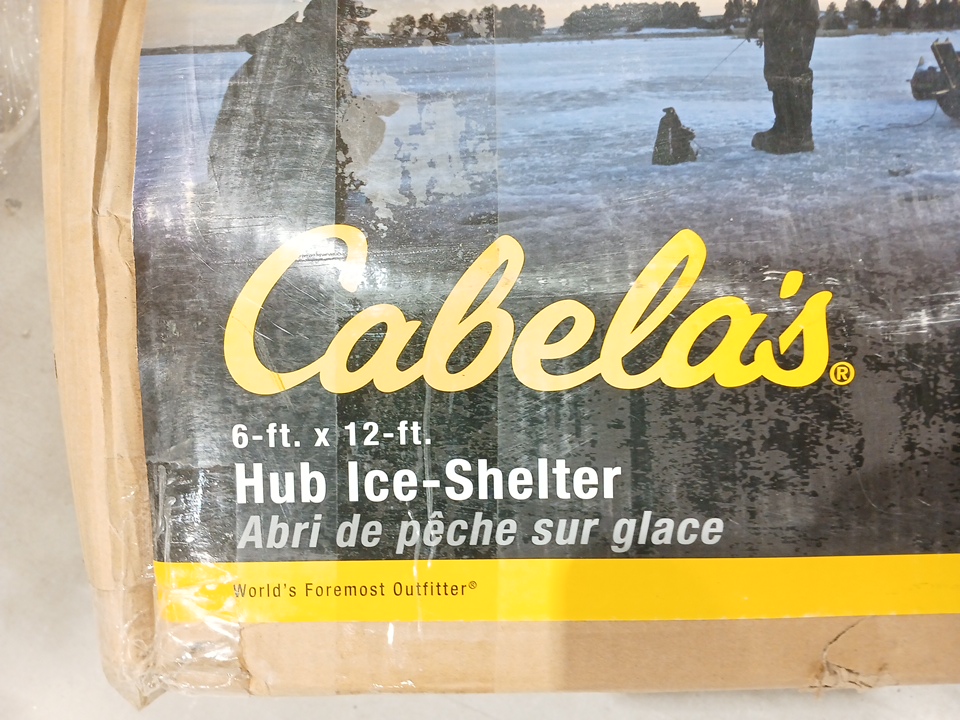 Cabela's®
6-ft. x 12-ft.
Hub Ice-Shelter
Abri de pêche sur glace
World's Foremost Outfitter®